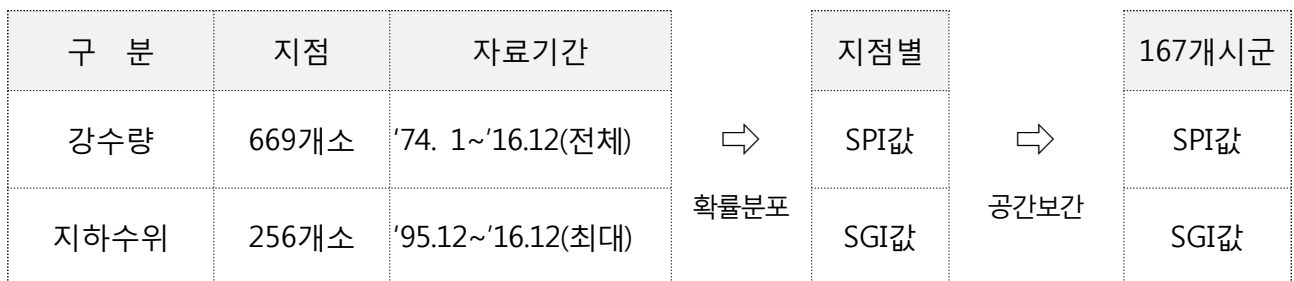 구 분 지점 자료기간 지점별 167개시군
강수량 669개소 '74. 1~'16.12(전체) ⇨ SPI값 ⇨ SPI값
확률분포 공간보간
지하수위 256개소 '95.12~'16.12(최대) SGI값 SGI값